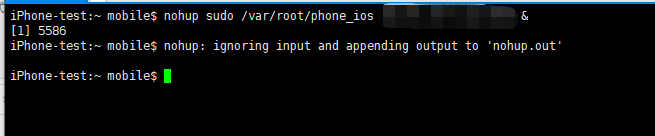 iPhone-test:~ mobile$ nohup sudo /var/root/phone_ios &
[1] 5586
iPhone-test:~ mobile$ nohup: ignoring input and appending output to 'nohup.out'
iPhone-test:~ mobile$